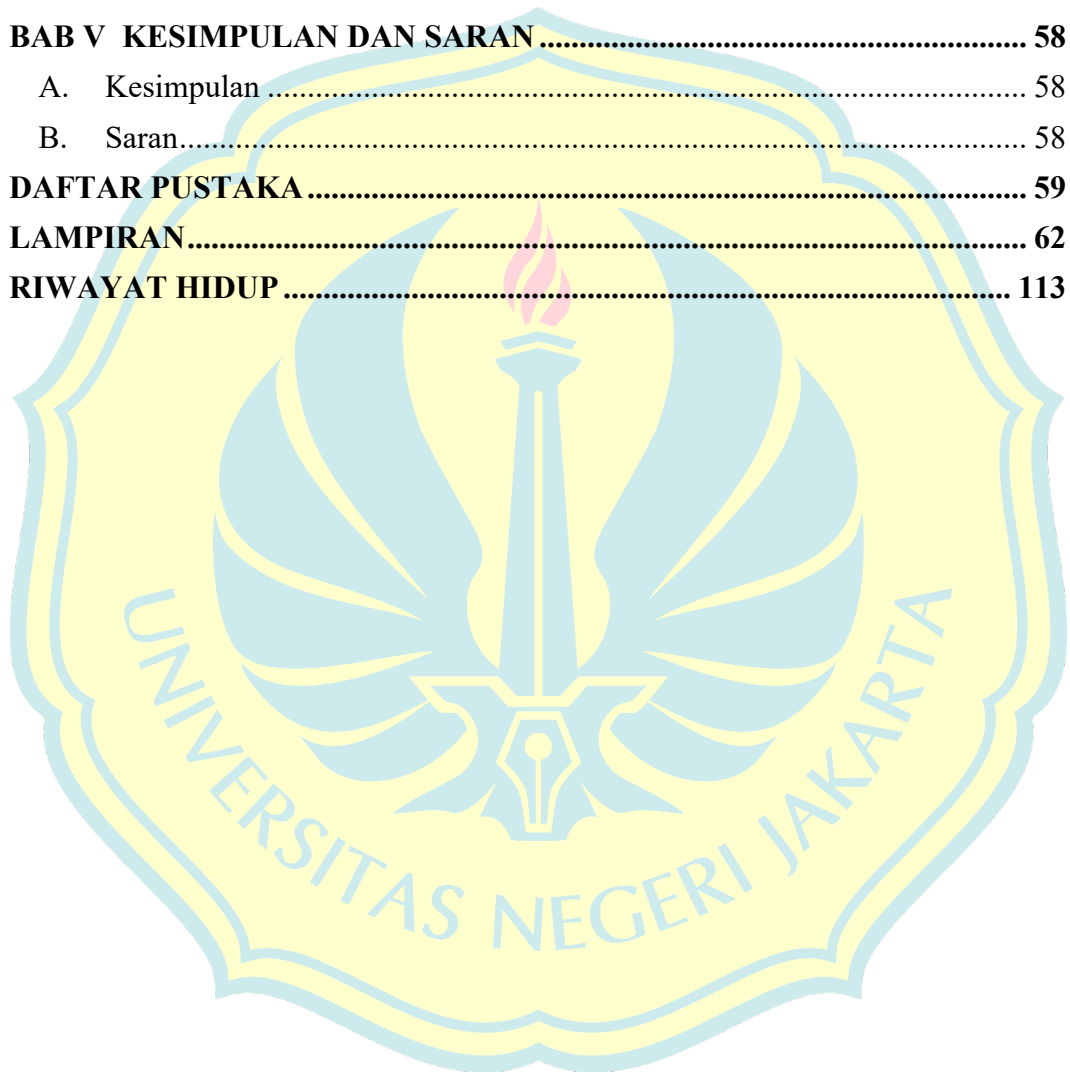 BAB V KESIMPULAN DAN SARAN ........................................................... 58
A. Kesimpulan ........................................................................................... 58
B. Saran...................................................................................................... 58
DAFTAR PUSTAKA ....................................................................................... 59
LAMPIRAN...................................................................................................... 62
RIWAYAT HIDUP ........................................................................................ 113
UNIVERSITAS NEGERI JAKARTA